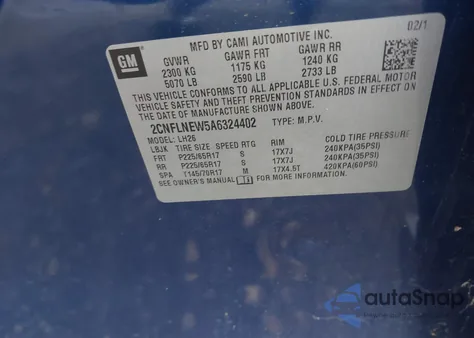 GM
MFD BY CAMI AUTOMOTIVE INC.
02/1
GVWR GAWR FRT GAWR RR
2300 KG 1175 KG 1240 KG
5070 LB 2590 LB 2733 LB
THIS VEHICLE CONFORMS TO ALL APPLICABLE U.S. FEDERAL MOTOR
VEHICLE SAFETY AND THEFT PREVENTION STANDARDS IN EFFECT ON
THE DATE OF MANUFACTURE SHOWN ABOVE.
2CNFLNEW5A6324402 TYPE: M.P.V.
MODEL: LH26
LBJK TIRE SIZE SPEED RTG RIM COLD TIRE PRESSURE
FRT P225/65R17 S 17X7J 240KPA(35PSI)
RR P225/65R17 S 17X7J 240KPA(35PSI)
SPA T145/70R17 M 17X4.5T 420KPA(60PSI)
SEE OWNER'S MANUAL FOR MORE INFORMATION.
autoSnap